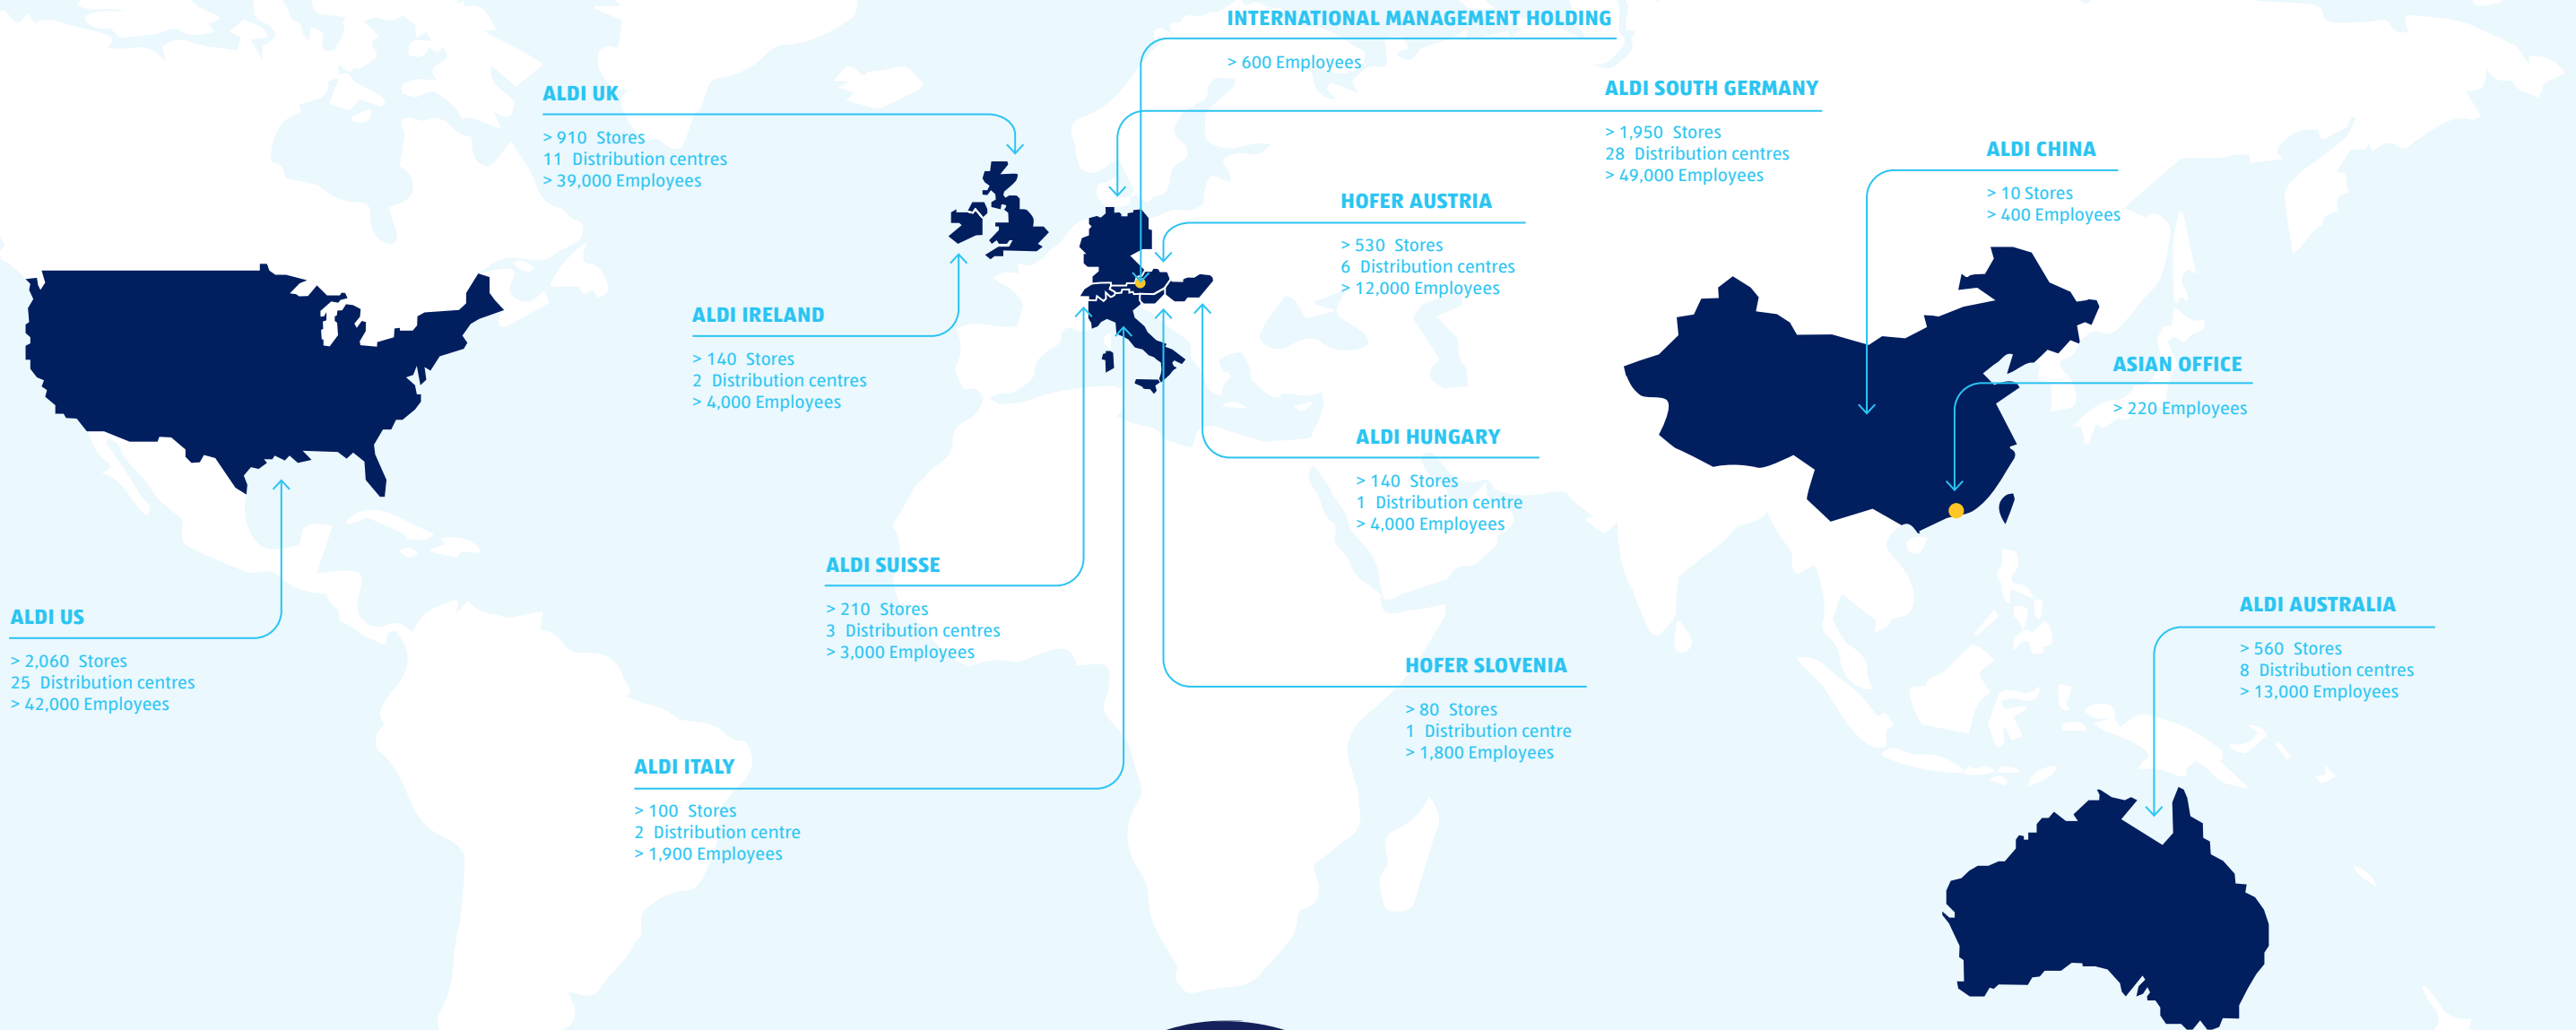 INTERNATIONAL MANAGEMENT HOLDING
> 600 Employees
ALDI UK
> 910 Stores
11 Distribution centres
> 39,000 Employees
ALDI SOUTH GERMANY
> 1,950 Stores
28 Distribution centres
> 49,000 Employees
ALDI CHINA
> 10 Stores
> 400 Employees
HOFER AUSTRIA
> 530 Stores
6 Distribution centres
> 12,000 Employees
ALDI IRELAND
> 140 Stores
2 Distribution centres
> 4,000 Employees
ASIAN OFFICE
> 220 Employees
ALDI HUNGARY
> 140 Stores
1 Distribution centre
> 4,000 Employees
ALDI SUISSE
> 210 Stores
3 Distribution centres
> 3,000 Employees
ALDI US
> 2,060 Stores
25 Distribution centres
> 42,000 Employees
ALDI AUSTRALIA
> 560 Stores
8 Distribution centres
> 13,000 Employees
HOFER SLOVENIA
> 80 Stores
1 Distribution centre
> 1,800 Employees
ALDI ITALY
> 100 Stores
2 Distribution centre
> 1,900 Employees